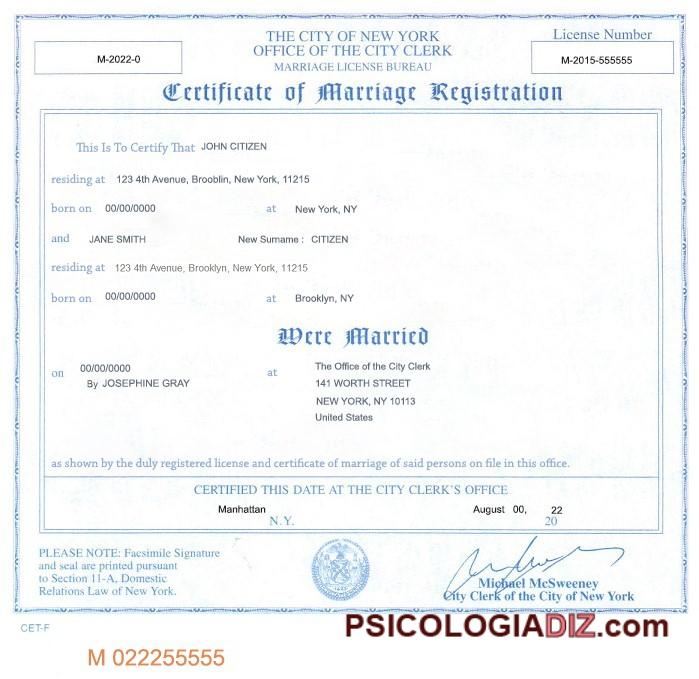 THE CITY OF NEW YORK
OFFICE OF THE CITY CLERK
MARRIAGE LICENSE BUREAU
License Number
M-2022-0
M-2015-555555
Certificate of Marriage Registration
This Is To Certify That JOHN CITIZEN
residing at 123 4th Avenue, Brooblin, New York, 11215
born on 00/00/0000 at New York, NY
and JANE SMITH New Surname : CITIZEN
residing at 123 4th Avenue, Brooklyn, New York, 11215
born on 00/00/0000 at Brooklyn, NY
Were Married
on 00/00/0000 at The Office of the City Clerk
By JOSEPHINE GRAY 141 WORTH STREET
NEW YORK, NY 10113
United States
as shown by the duly registered license and certificate of marriage of said persons on file in this office.
CERTIFIED THIS DATE AT THE CITY CLERK'S OFFICE
Manhattan August 00, 22
N.Y. 20
PLEASE NOTE: Facsimile Signature
and seal are printed pursuant
to Section 11-A, Domestic
Relations Law of New York.
Michael McSweeney
City Clerk of the City of New York
CET-F
PSICOLOGIADIZ.com
M 022255555